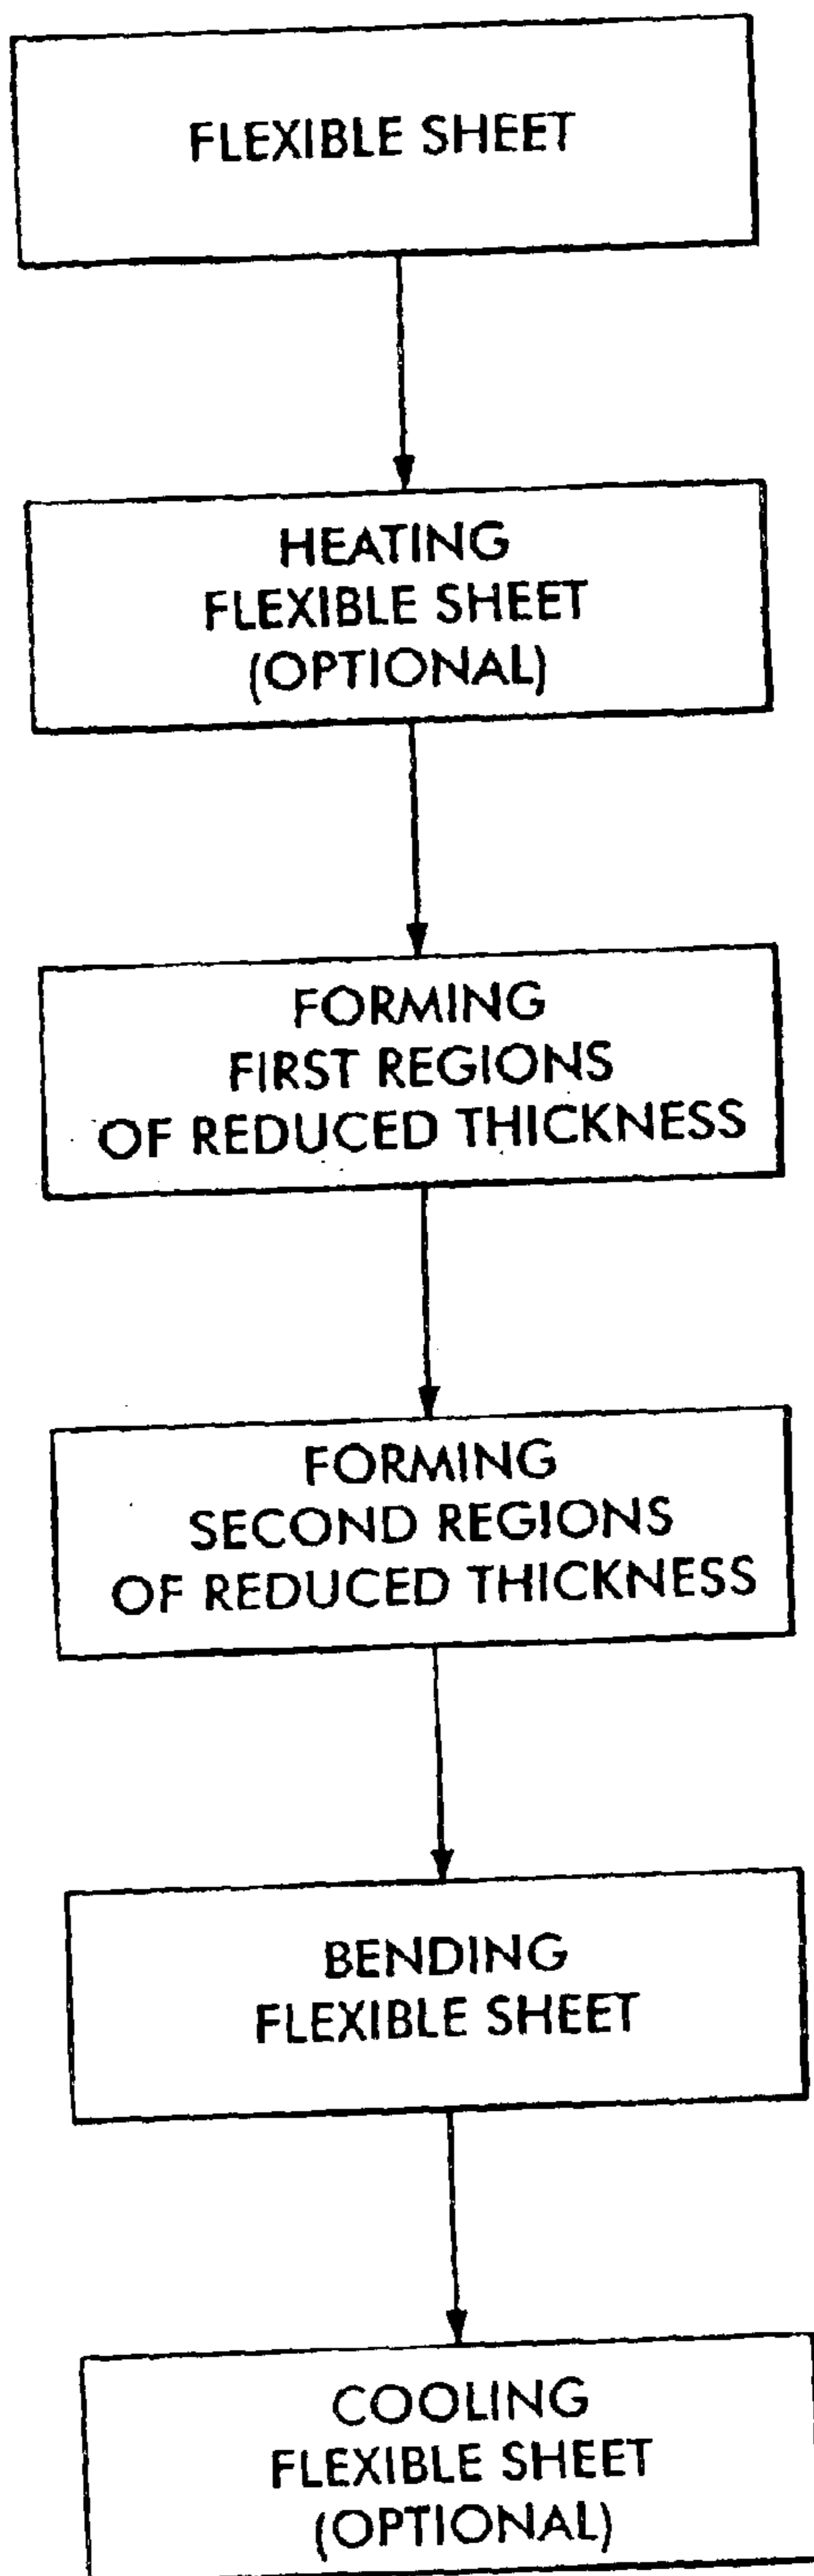 FLEXIBLE SHEET
HEATING
FLEXIBLE SHEET
(OPTIONAL)
FORMING
FIRST REGIONS
OF REDUCED THICKNESS
FORMING
SECOND REGIONS
OF REDUCED THICKNESS
BENDING
FLEXIBLE SHEET
COOLING
FLEXIBLE SHEET
(OPTIONAL)